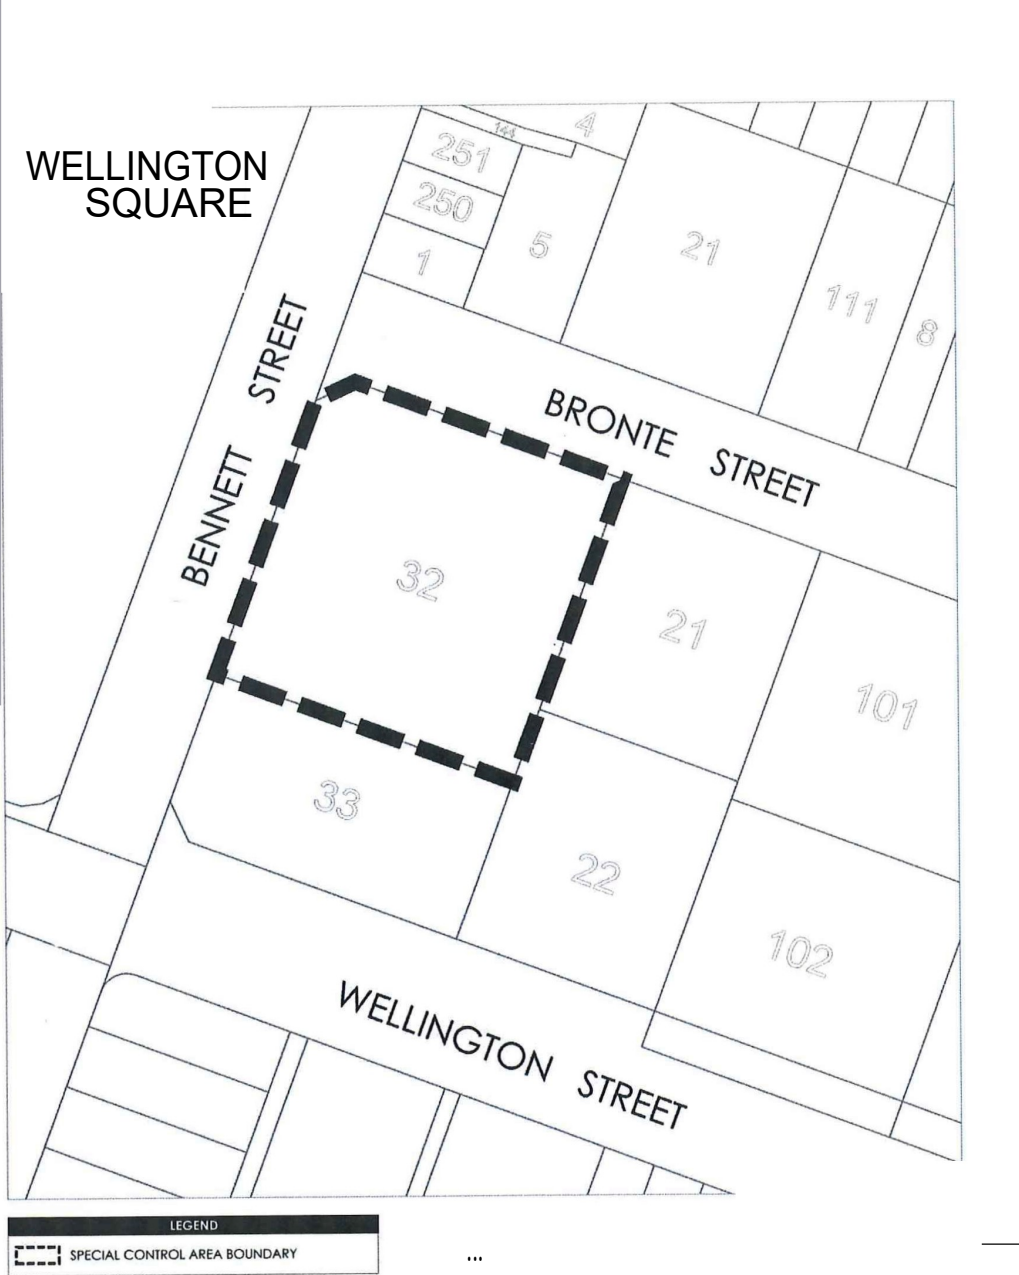 WELLINGTON
SQUARE
144
4
251
250
1
5
21
111
8
BENNETT STREET
BRONTE STREET
32
21
101
33
22
102
WELLINGTON STREET
LEGEND
SPECIAL CONTROL AREA BOUNDARY
...